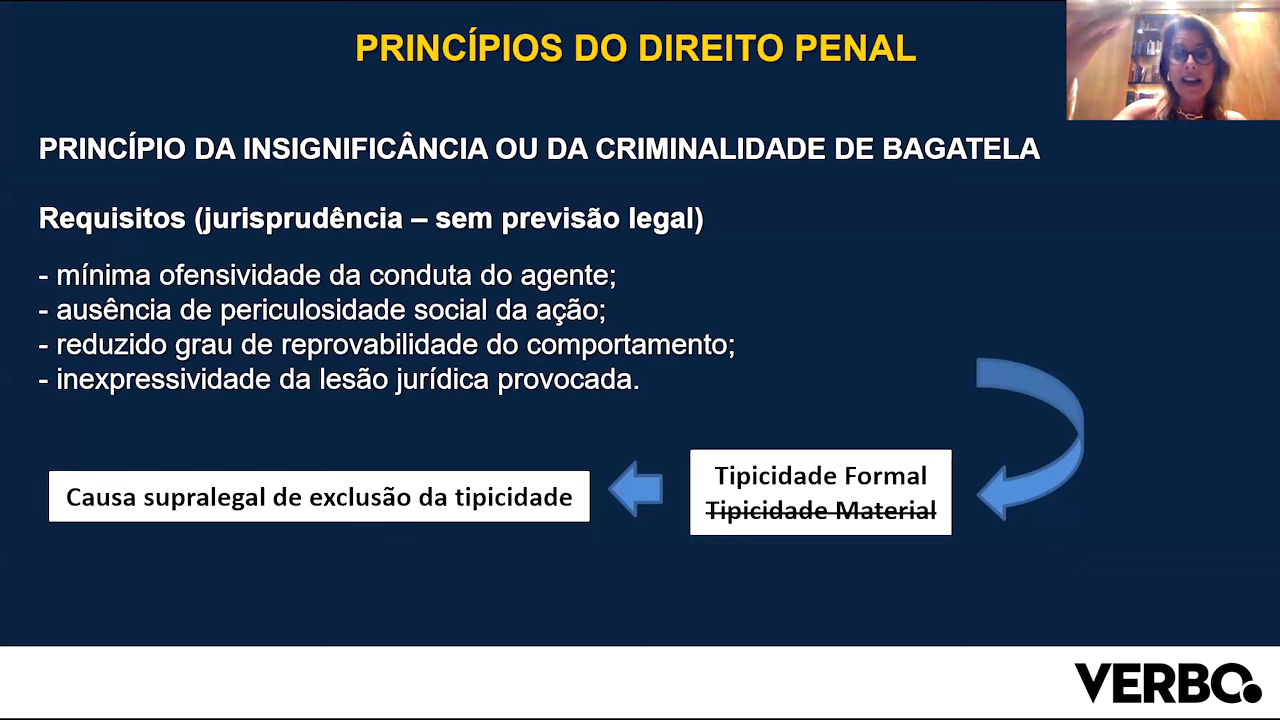 PRINCÍPIOS DO DIREITO PENAL
PRINCÍPIO DA INSIGNIFICÂNCIA OU DA CRIMINALIDADE DE BAGATELA
Requisitos (jurisprudência – sem previsão legal)
- mínima ofensividade da conduta do agente;
- ausência de periculosidade social da ação;
- reduzido grau de reprovabilidade do comportamento;
- inexpressividade da lesão jurídica provocada.
Tipicidade Formal
Tipicidade Material
Causa supralegal de exclusão da tipicidade
VERBO.